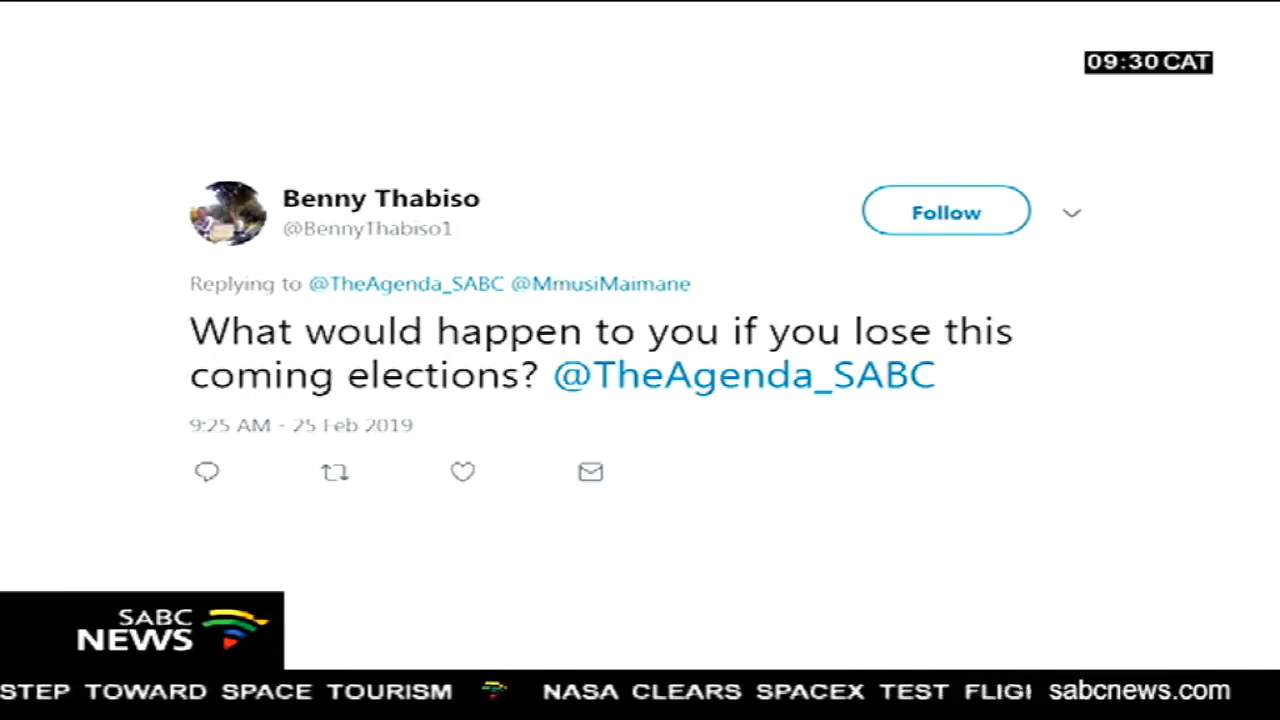 09:30 CAT
Benny Thabiso
@BennyThabiso1
Follow
Replying to @TheAgenda_SABC @MmusiMaimane
What would happen to you if you lose this
coming elections? @TheAgenda_SABC
9:25 AM - 25 Feb 2019
SABC
NEWS
STEP TOWARD SPACE TOURISM NASA CLEARS SPACEX TEST FLIGI sabcnews.com